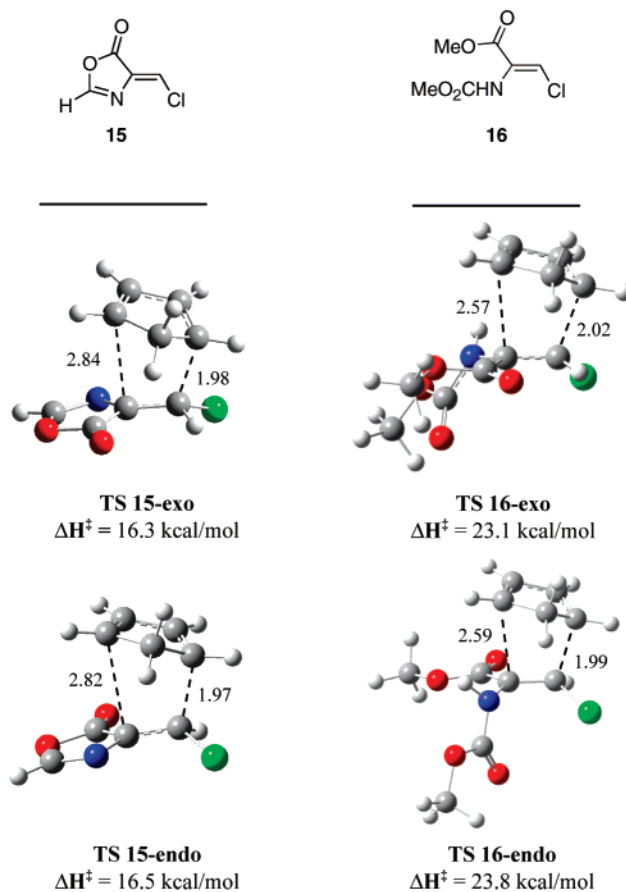 O
O
H
N
Cl
15
MeO
O
MeO₂CHN
Cl
16
2.84
1.98
2.57
2.02
TS 15-exo
ΔH‡ = 16.3 kcal/mol
TS 16-exo
ΔH‡ = 23.1 kcal/mol
2.82
1.97
2.59
1.99
TS 15-endo
ΔH‡ = 16.5 kcal/mol
TS 16-endo
ΔH‡ = 23.8 kcal/mol